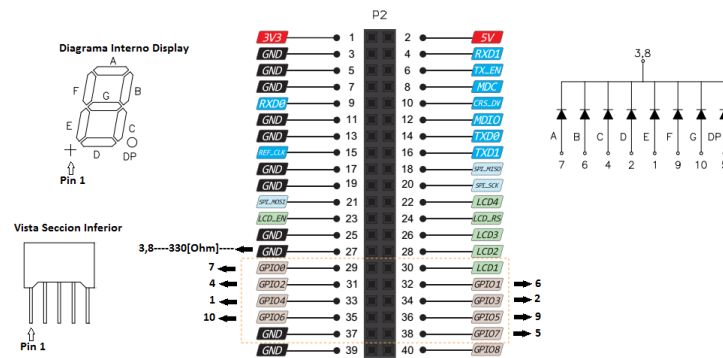 P2
Diagrama Interno Display
A
F
B
G
E
C
D
DP
Pin 1
Vista Seccion Inferior
Pin 1
3V3 1 2 5V
GND 3 4 RXD1
GND 5 6 TX_EN
GND 7 8 MDC
RXD0 9 10 CRS_DV
GND 11 12 MDIO
GND 13 14 TXD0
REF_CLK 15 16 TXD1
GND 17 18 SPI_MISO
GND 19 20 SPI_SCK
SPI_MOSI 21 22 LCD4
LCD_EN 23 24 LCD_RS
GND 25 26 LCD3
3,8----330[Ohm]---- GND 27 28 LCD2
7 GPIO0 29 30 LCD1
4 GPIO2 31 32 GPIO1 6
1 GPIO4 33 34 GPIO3 2
10 GPIO6 35 36 GPIO5 9
GND 37 38 GPIO7 5
GND 39 40 GPIO8
3,8
A B C D E F G DP
7 6 4 2 1 9 10 5